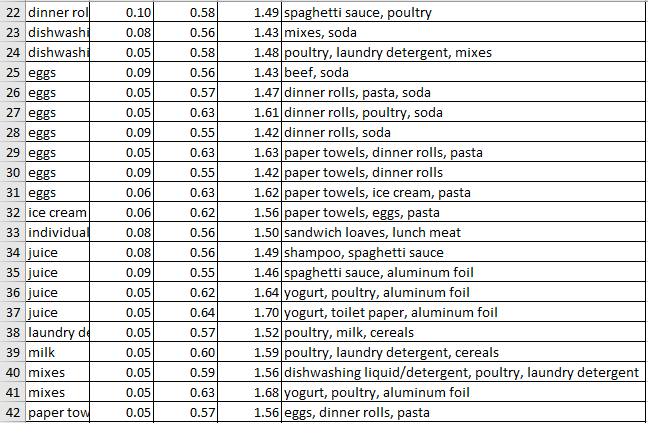 22 dinner rol 0.10 0.58 1.49 spaghetti sauce, poultry
23 dishwashi 0.08 0.56 1.43 mixes, soda
24 dishwashi 0.05 0.58 1.48 poultry, laundry detergent, mixes
25 eggs 0.09 0.56 1.43 beef, soda
26 eggs 0.05 0.57 1.47 dinner rolls, pasta, soda
27 eggs 0.05 0.63 1.61 dinner rolls, poultry, soda
28 eggs 0.09 0.55 1.42 dinner rolls, soda
29 eggs 0.05 0.63 1.63 paper towels, dinner rolls, pasta
30 eggs 0.09 0.55 1.42 paper towels, dinner rolls
31 eggs 0.06 0.63 1.62 paper towels, ice cream, pasta
32 ice cream 0.06 0.62 1.56 paper towels, eggs, pasta
33 individual 0.08 0.56 1.50 sandwich loaves, lunch meat
34 juice 0.08 0.56 1.49 shampoo, spaghetti sauce
35 juice 0.09 0.55 1.46 spaghetti sauce, aluminum foil
36 juice 0.05 0.62 1.64 yogurt, poultry, aluminum foil
37 juice 0.05 0.64 1.70 yogurt, toilet paper, aluminum foil
38 laundry de 0.05 0.57 1.52 poultry, milk, cereals
39 milk 0.05 0.60 1.59 poultry, laundry detergent, cereals
40 mixes 0.05 0.59 1.56 dishwashing liquid/detergent, poultry, laundry detergent
41 mixes 0.05 0.63 1.68 yogurt, poultry, aluminum foil
42 paper tow 0.05 0.57 1.56 eggs, dinner rolls, pasta